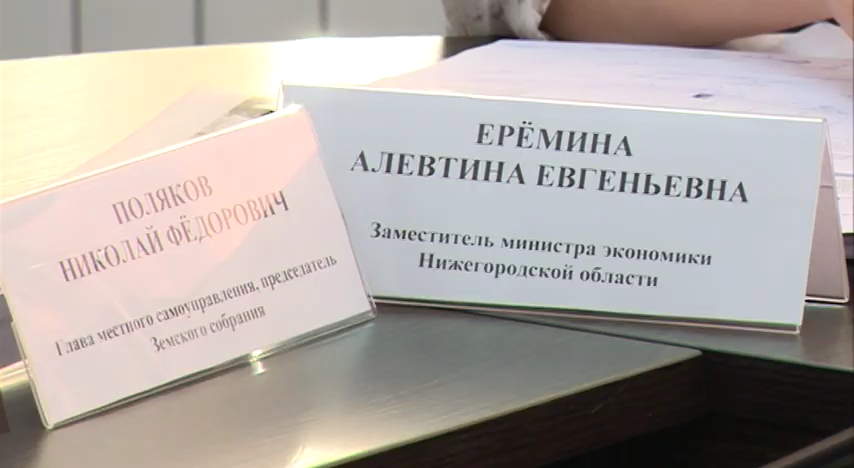 ПОЛЯКОВ
НИКОЛАЙ ФЁДОРОВИЧ
Глава местного самоуправления, председатель
Земского собрания
ЕРЁМИНА
АЛЕВТИНА ЕВГЕНЬЕВНА
Заместитель министра экономики
Нижегородской области